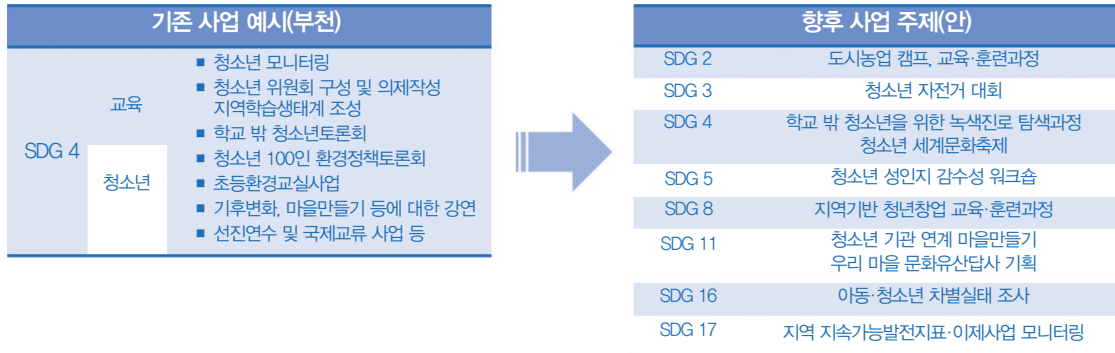 기존 사업 예시(부천)
SDG 4
교육
청소년
■ 청소년 모니터링
■ 청소년 위원회 구성 및 의제작성
지역학습생태계 조성
■ 학교 밖 청소년토론회
■ 청소년 100인 환경정책토론회
■ 초등환경교실사업
■ 기후변화, 마을만들기 등에 대한 강연
■ 선진연수 및 국제교류 사업 등
향후 사업 주제(안)
SDG 2 도시농업 캠프, 교육·훈련과정
SDG 3 청소년 자전거 대회
SDG 4 학교 밖 청소년을 위한 녹색진로 탐색과정
청소년 세계문화축제
SDG 5 청소년 성인지 감수성 워크숍
SDG 8 지역기반 청년창업 교육·훈련과정
SDG 11 청소년 기관 연계 마을만들기
우리 마을 문화유산답사 기획
SDG 16 아동·청소년 차별실태 조사
SDG 17 지역 지속가능발전지표·이제사업 모니터링